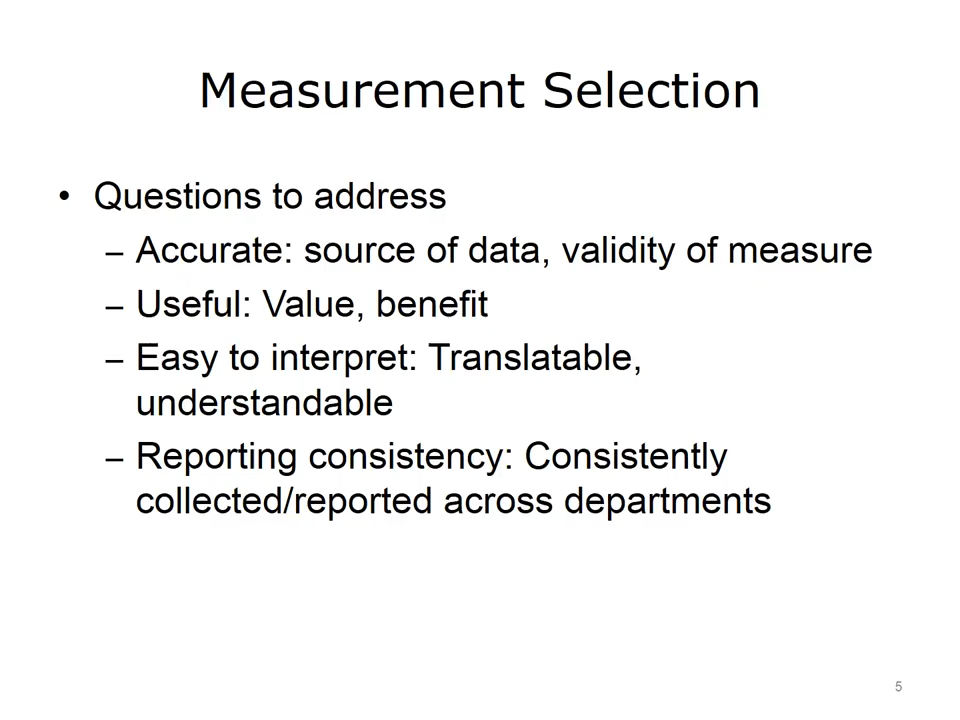 Measurement Selection
• Questions to address
– Accurate: source of data, validity of measure
– Useful: Value, benefit
– Easy to interpret: Translatable,
understandable
– Reporting consistency: Consistently
collected/reported across departments
5